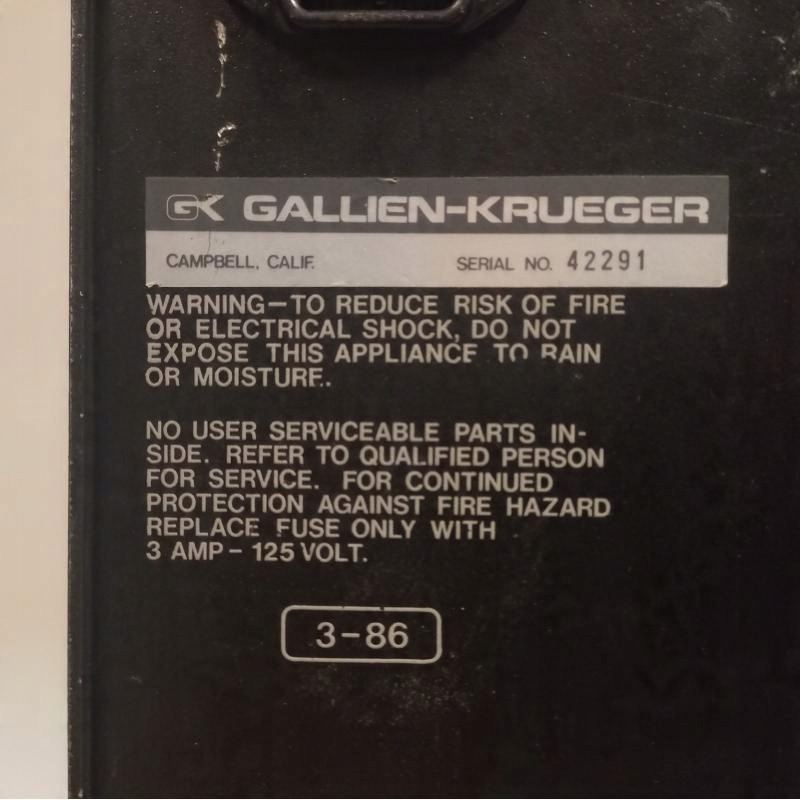 GK GALLIEN-KRUEGER
CAMPBELL, CALIF. SERIAL NO. 42291
WARNING—TO REDUCE RISK OF FIRE
OR ELECTRICAL SHOCK, DO NOT
EXPOSE THIS APPLIANCE TO RAIN
OR MOISTURE.
NO USER SERVICEABLE PARTS IN-
SIDE. REFER TO QUALIFIED PERSON
FOR SERVICE. FOR CONTINUED
PROTECTION AGAINST FIRE HAZARD
REPLACE FUSE ONLY WITH
3 AMP – 125 VOLT.
3-86